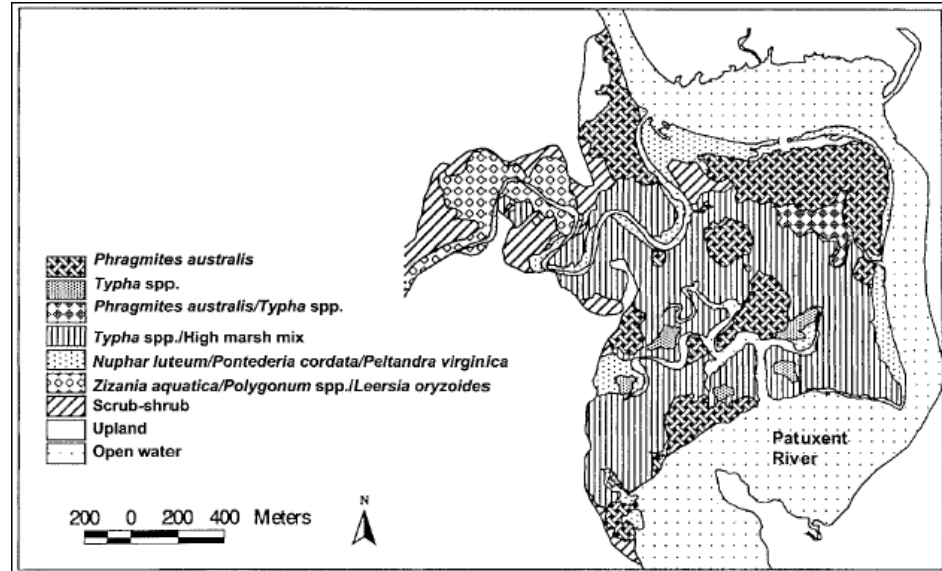 Phragmites australis
Typha spp.
Phragmites australis/Typha spp.
Typha spp./High marsh mix
Nuphar luteum/Pontederia cordata/Peltandra virginica
Zizania aquatica/Polygonum spp./Leersia oryzoides
Scrub-shrub
Upland
Open water
Patuxent
River
N
200 0 200 400 Meters